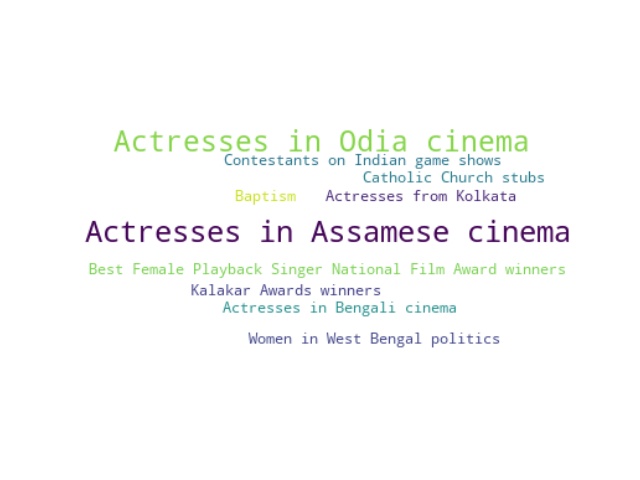 Actresses in Odia cinema
Contestants on Indian game shows
Catholic Church stubs
Baptism
Actresses from Kolkata
Actresses in Assamese cinema
Best Female Playback Singer National Film Award winners
Kalakar Awards winners
Actresses in Bengali cinema
Women in West Bengal politics